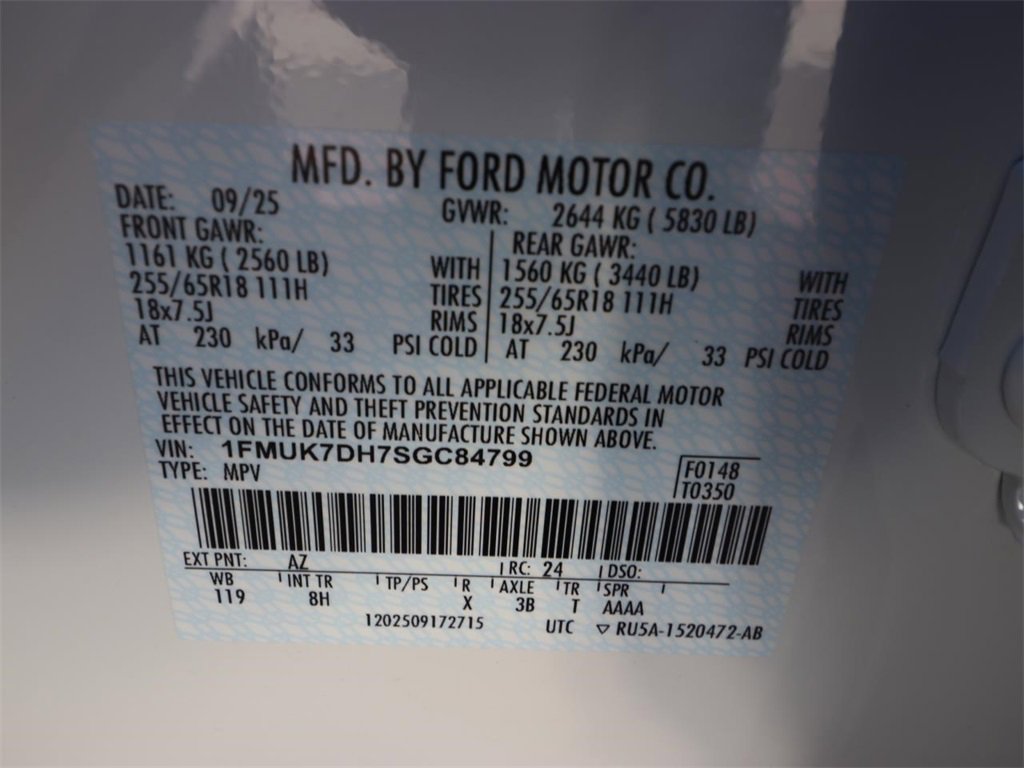 MFD. BY FORD MOTOR CO.
DATE: 09/25 GVWR: 2644 KG ( 5830 LB)
FRONT GAWR: REAR GAWR:
1161 KG ( 2560 LB) WITH 1560 KG ( 3440 LB) WITH
255/65R18 111H TIRES 255/65R18 111H TIRES
18x7.5J RIMS 18x7.5J RIMS
AT 230 kPa/ 33 PSI COLD AT 230 kPa/ 33 PSI COLD
THIS VEHICLE CONFORMS TO ALL APPLICABLE FEDERAL MOTOR
VEHICLE SAFETY AND THEFT PREVENTION STANDARDS IN
EFFECT ON THE DATE OF MANUFACTURE SHOWN ABOVE.
VIN: 1FMUK7DH7SGC84799
TYPE: MPV F0148
T0350
EXT PNT: AZ RC: 24 DSO:
WB INT TR TP/PS R AXLE TR SPR
119 8H X 3B T AAAA
1202509172715 UTC ▽ RU5A-1520472-AB